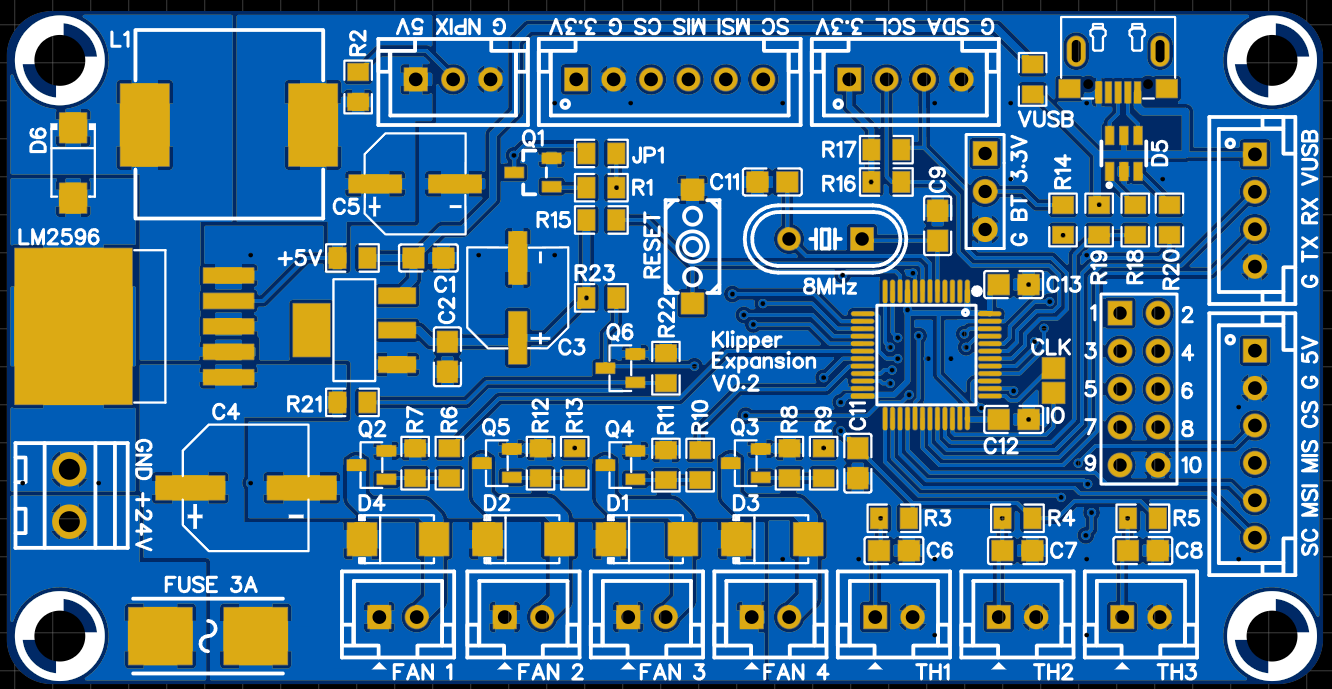 L1
R2
G NPIX 5V
SC MSI MIS CS G 3.3V
G SDA SCL 3.3V
VUSB
D6
Q1
JP1
R1
R15
C5
+
-
C11
R17
R16
C9
G BT 3.3V
R14
D5
G TX RX VUSB
LM2596
+5V
C1
C2
C3
-
+
R23
RESET
8MHz
C13
R19
R18
R20
Q6
R22
Klipper
Expansion
V0.2
CLK
IO
1 2
3 4
5 6
7 8
9 10
SC MSI MIS CS G 5V
R21
C4
+
-
Q2
R7
R6
Q5
R12
R13
Q4
R11
R10
Q3
R8
R9
C11
C12
GND +24V
D4
D2
D1
D3
R3
C6
R4
C7
R5
C8
FUSE 3A
FAN 1
FAN 2
FAN 3
FAN 4
TH1
TH2
TH3